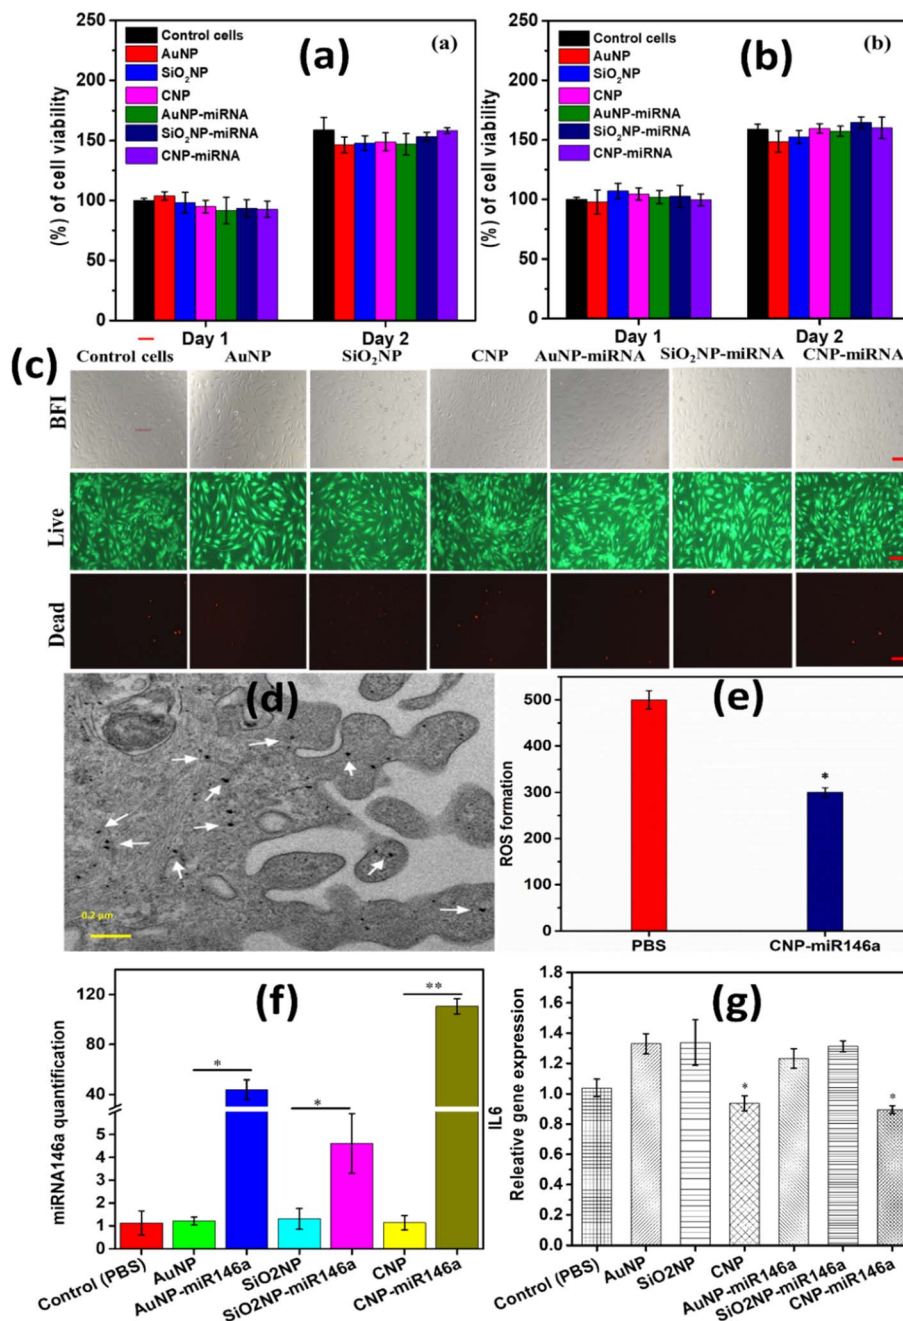 (a)
(a)
Control cells
AuNP
SiO₂NP
CNP
AuNP-miRNA
SiO₂NP-miRNA
CNP-miRNA
(%) of cell viability
250
200
150
100
50
0
Day 1
Day 2
(b)
(b)
Control cells
AuNP
SiO₂NP
CNP
AuNP-miRNA
SiO₂NP-miRNA
CNP-miRNA
(%) of cell viability
250
200
150
100
50
0
Day 1
Day 2
(c)
Control cells
AuNP
SiO₂NP
CNP
AuNP-miRNA
SiO₂NP-miRNA
CNP-miRNA
BFI
Live
Dead
(d)
0.2 µm
(e)
ROS formation
500
400
300
200
100
0
*
PBS
CNP-miR146a
(f)
miRNA146a quantification
120
80
40
5
4
3
2
1
0
*
*
**
Control (PBS)
AuNP
AuNP-miR146a
SiO2NP
SiO2NP-miR146a
CNP
CNP-miR146a
(g)
IL6
Releative gene expression
1.8
1.6
1.4
1.2
1.0
0.8
0.6
0.4
0.2
0.0
*
*
Control (PBS)
AuNP
SiO2NP
CNP
AuNP-miR146a
SiO2NP-miR146a
CNP-miR146a